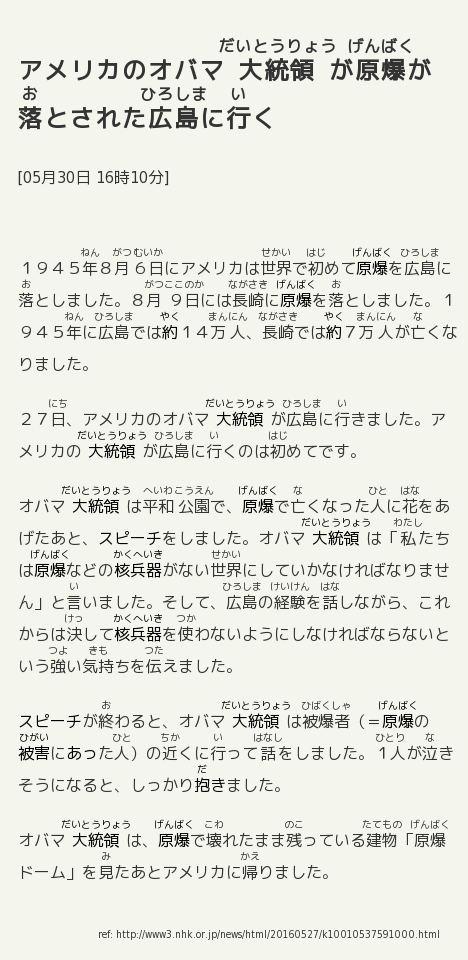 アメリカのオバマ大統領が原爆が
落とされた広島に行く
[05月30日 16時10分]
１９４５年８月６日にアメリカは世界で初めて原爆を広島に
落としました。８月９日には長崎に原爆を落としました。１
９４５年に広島では約１４万人、長崎では約７万人が亡くな
りました。
２７日、アメリカのオバマ大統領が広島に行きました。ア
メリカの大統領が広島に行くのは初めてです。
オバマ大統領は平和公園で、原爆で亡くなった人に花をあ
げたあと、スピーチをしました。オバマ大統領は「私たち
は原爆などの核兵器がない世界にしていかなければなりませ
ん」と言いました。そして、広島の経験を話しながら、これ
からは決して核兵器を使わないようにしなければならないと
いう強い気持ちを伝えました。
スピーチが終わると、オバマ大統領は被爆者（＝原爆の
被害にあった人）の近くに行って話をしました。１人が泣き
そうになると、しっかり抱きました。
オバマ大統領は、原爆で壊れたまま残っている建物「原爆
ドーム」を見たあとアメリカに帰りました。
ref: http://www3.nhk.or.jp/news/html/20160527/k10010537591000.html